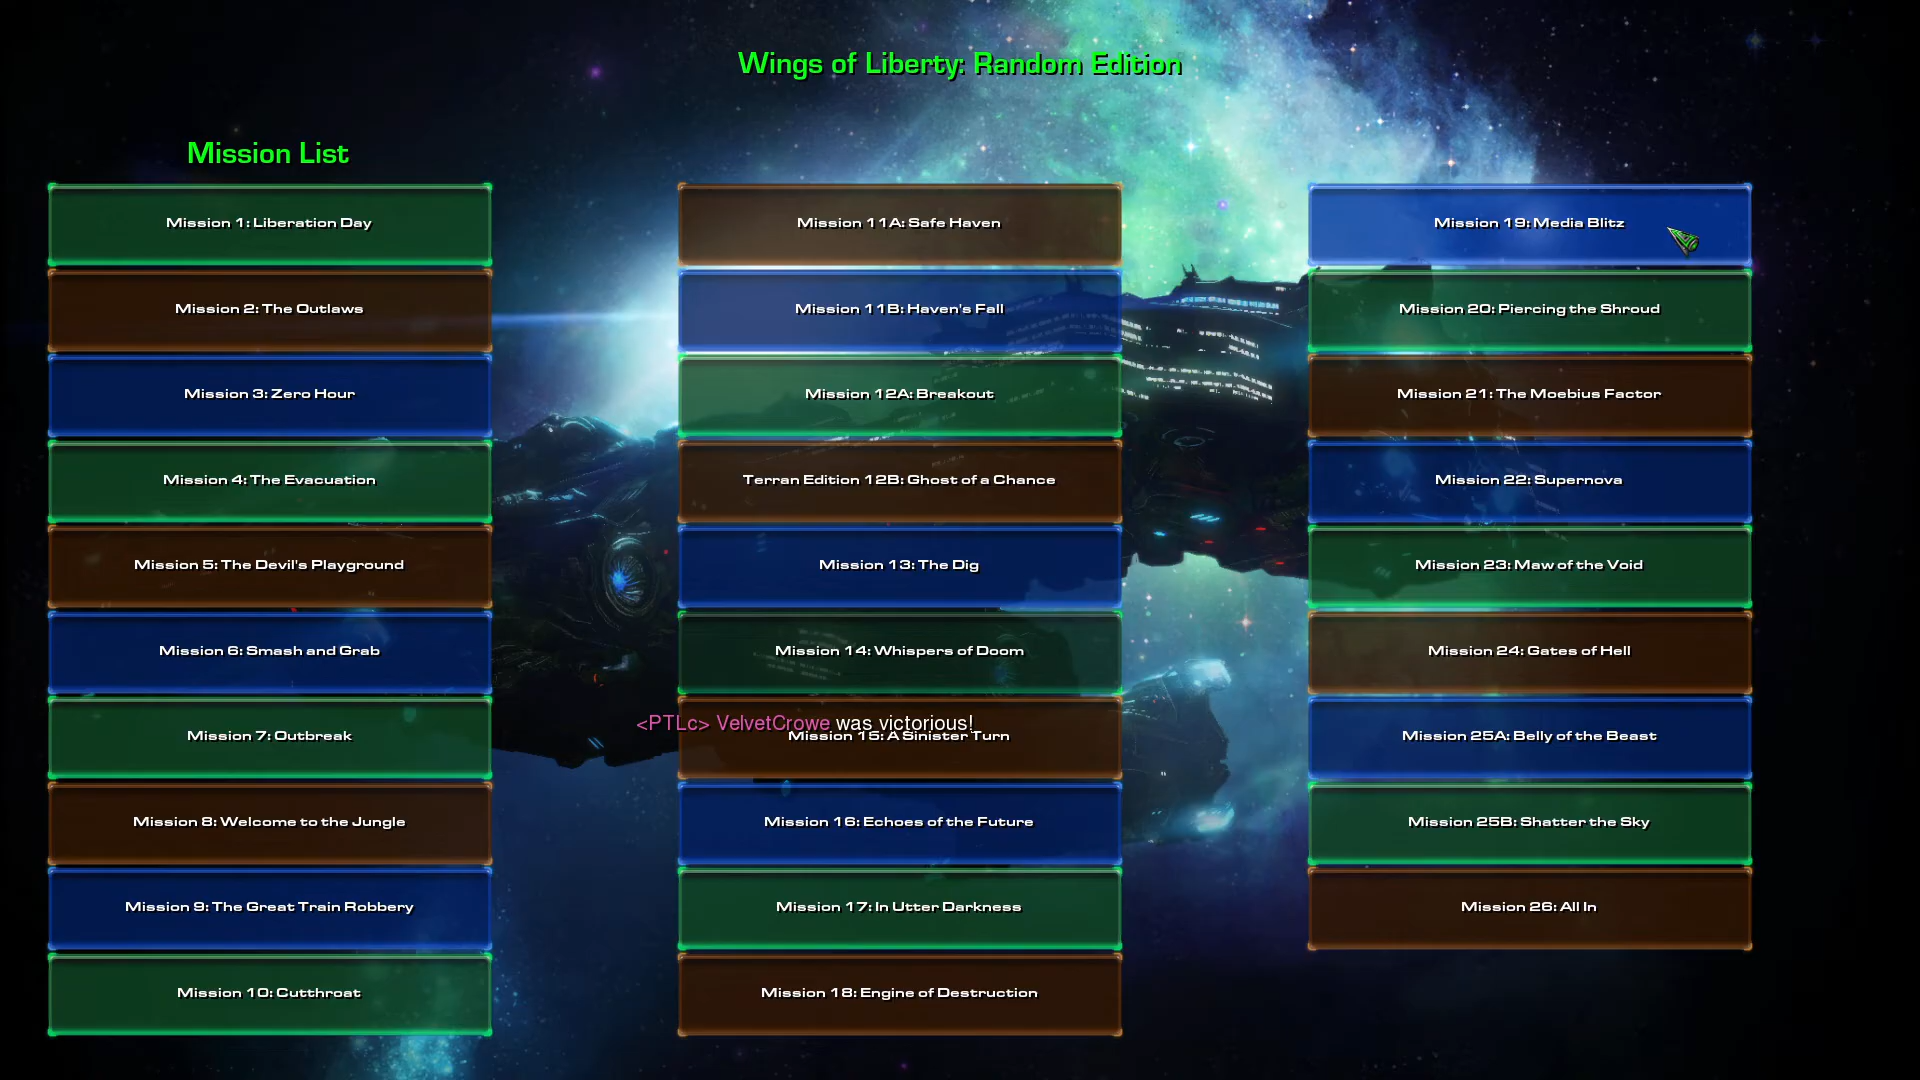 Wings of Liberty: Random Edition
Mission List
Mission 1: Liberation Day
Mission 2: The Outlaws
Mission 3: Zero Hour
Mission 4: The Evacuation
Mission 5: The Devil's Playground
Mission 6: Smash and Grab
Mission 7: Outbreak
Mission 8: Welcome to the Jungle
Mission 9: The Great Train Robbery
Mission 10: Cutthroat
Mission 11A: Safe Haven
Mission 11B: Haven's Fall
Mission 12A: Breakout
Terran Edition 12B: Ghost of a Chance
Mission 13: The Dig
Mission 14: Whispers of Doom
<PTLc> VelvetCrowe was victorious!
Mission 15: A Sinister Turn
Mission 16: Echoes of the Future
Mission 17: In Utter Darkness
Mission 18: Engine of Destruction
Mission 19: Media Blitz
Mission 20: Piercing the Shroud
Mission 21: The Moebius Factor
Mission 22: Supernova
Mission 23: Maw of the Void
Mission 24: Gates of Hell
Mission 25A: Belly of the Beast
Mission 25B: Shatter the Sky
Mission 26: All In